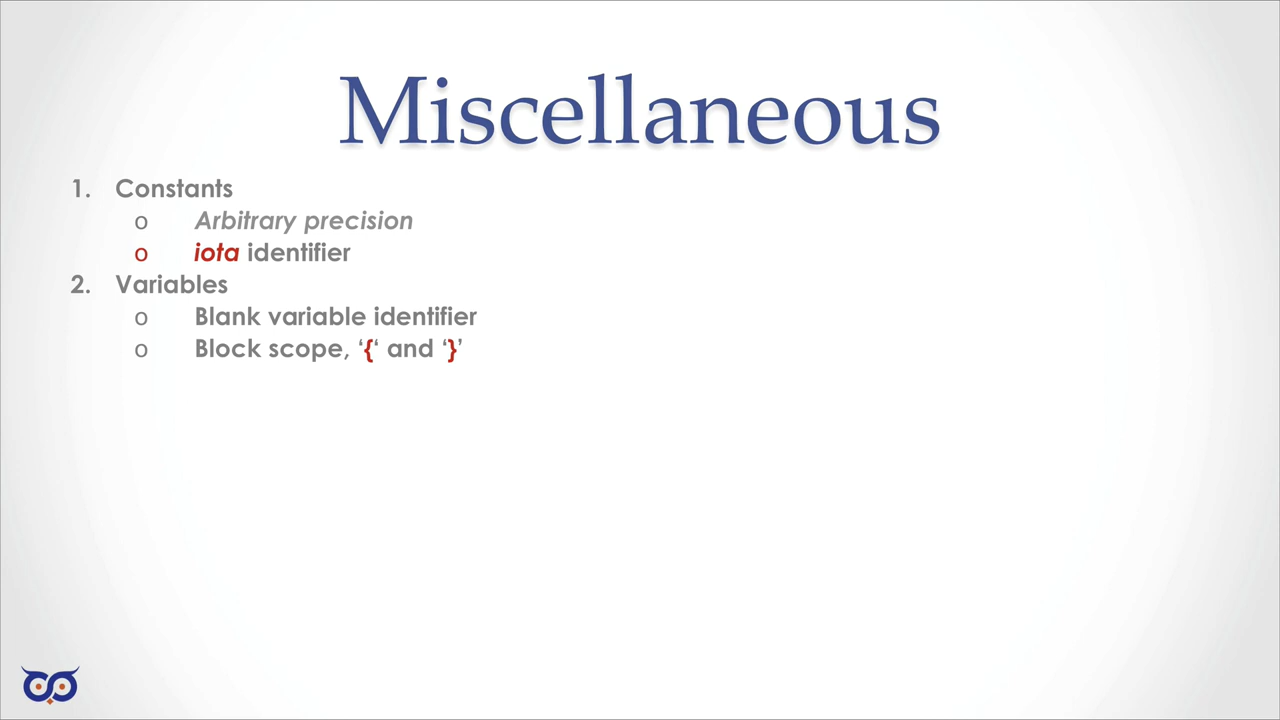 Miscellaneous
1. Constants
o Arbitrary precision
o iota identifier
2. Variables
o Blank variable identifier
o Block scope, ‘{‘ and ‘}’